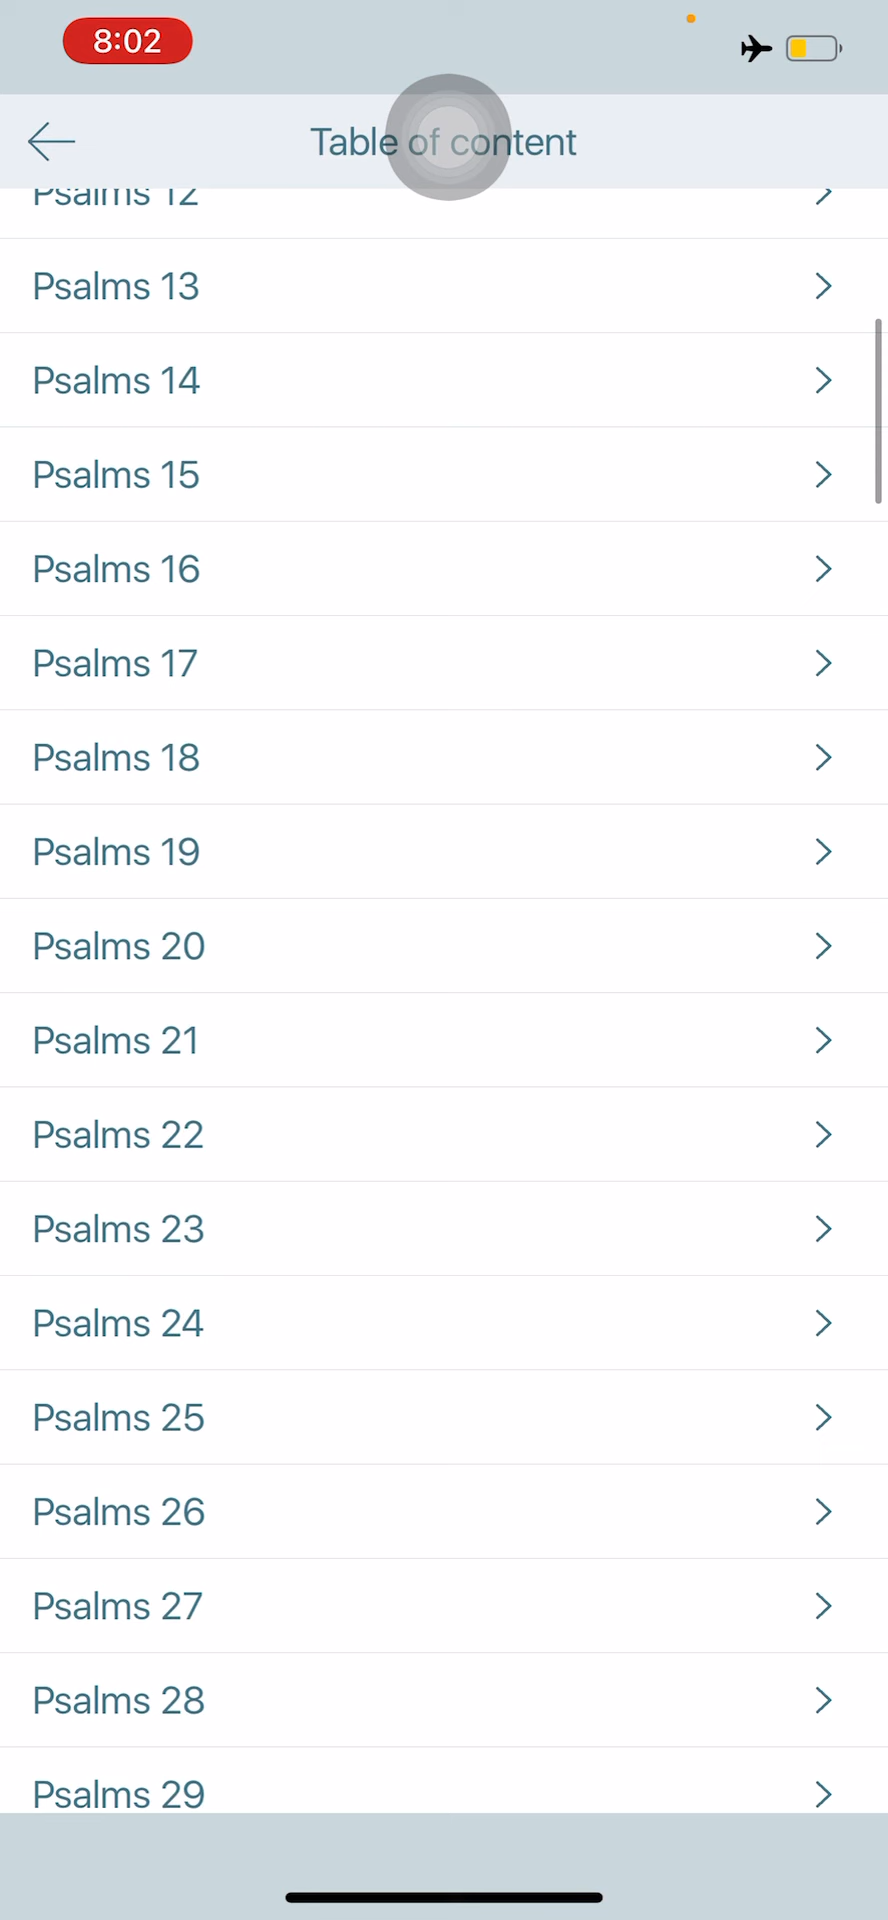 8:02
Table of content
Psalms 12
Psalms 13
Psalms 14
Psalms 15
Psalms 16
Psalms 17
Psalms 18
Psalms 19
Psalms 20
Psalms 21
Psalms 22
Psalms 23
Psalms 24
Psalms 25
Psalms 26
Psalms 27
Psalms 28
Psalms 29